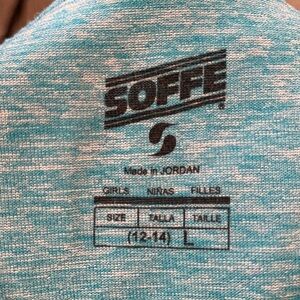 SOFFE®
Made in JORDAN
GIRLS NIÑAS FILLES
SIZE TALLA TAILLE
(12-14) L